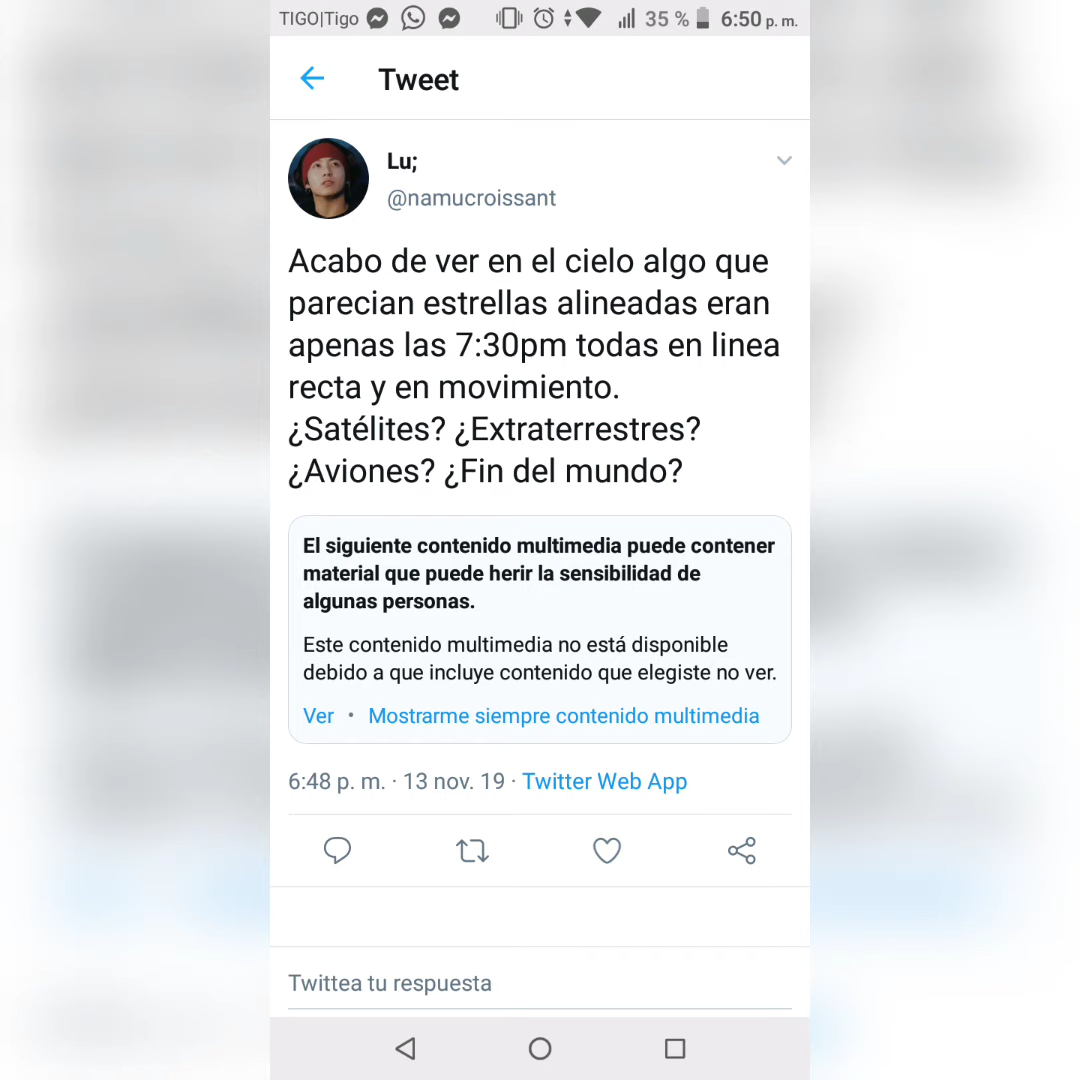 TIGO|Tigo 35 % 6:50 p. m.
Tweet
Lu;
@namucroissant
Acabo de ver en el cielo algo que
parecian estrellas alineadas eran
apenas las 7:30pm todas en linea
recta y en movimiento.
¿Satélites? ¿Extraterrestres?
¿Aviones? ¿Fin del mundo?
El siguiente contenido multimedia puede contener
material que puede herir la sensibilidad de
algunas personas.
Este contenido multimedia no está disponible
debido a que incluye contenido que elegiste no ver.
Ver • Mostrarme siempre contenido multimedia
6:48 p. m. · 13 nov. 19 · Twitter Web App
Twittea tu respuesta